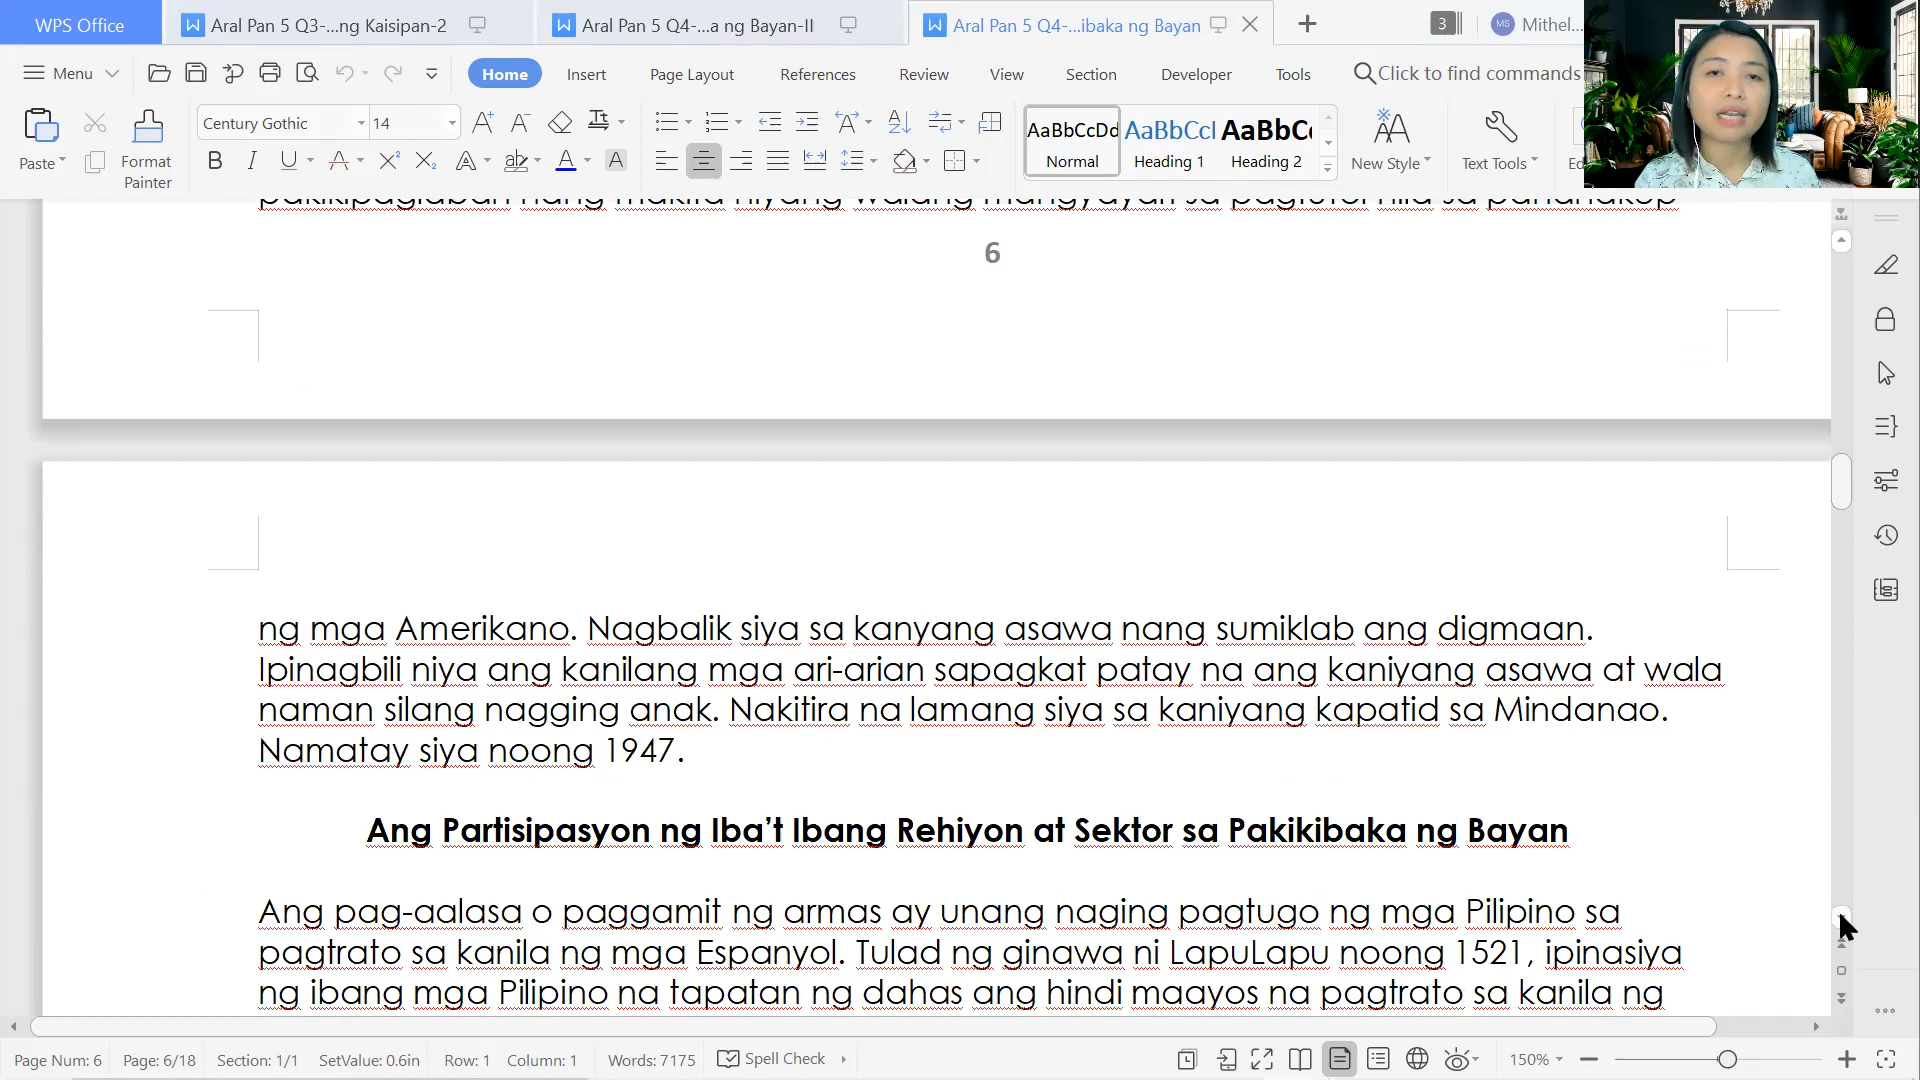 WPS Office
Aral Pan 5 Q3-...ng Kaisipan-2
Aral Pan 5 Q4-...a ng Bayan-II
Aral Pan 5 Q4-...ibaka ng Bayan
3
MS
Mithel...
Menu
Home
Insert
Page Layout
References
Review
View
Section
Developer
Tools
Click to find commands
Paste
Format
Painter
Century Gothic
14
AaBbCcDd
Normal
AaBbCcl
Heading 1
AaBbC
Heading 2
New Style
Text Tools
pakikipaglaban nang makita niyang walang mangyayari sa pagtutol nila sa pananakop
6
ng mga Amerikano. Nagbalik siya sa kanyang asawa nang sumiklab ang digmaan.
Ipinagbili niya ang kanilang mga ari-arian sapagkat patay na ang kaniyang asawa at wala
naman silang nagging anak. Nakitira na lamang siya sa kaniyang kapatid sa Mindanao.
Namatay siya noong 1947.
Ang Partisipasyon ng Iba’t Ibang Rehiyon at Sektor sa Pakikibaka ng Bayan
Ang pag-aalasa o paggamit ng armas ay unang naging pagtugo ng mga Pilipino sa
pagtrato sa kanila ng mga Espanyol. Tulad ng ginawa ni LapuLapu noong 1521, ipinasiya
ng ibang mga Pilipino na tapatan ng dahas ang hindi maayos na pagtrato sa kanila ng
Page Num: 6
Page: 6/18
Section: 1/1
SetValue: 0.6in
Row: 1
Column: 1
Words: 7175
Spell Check
150%